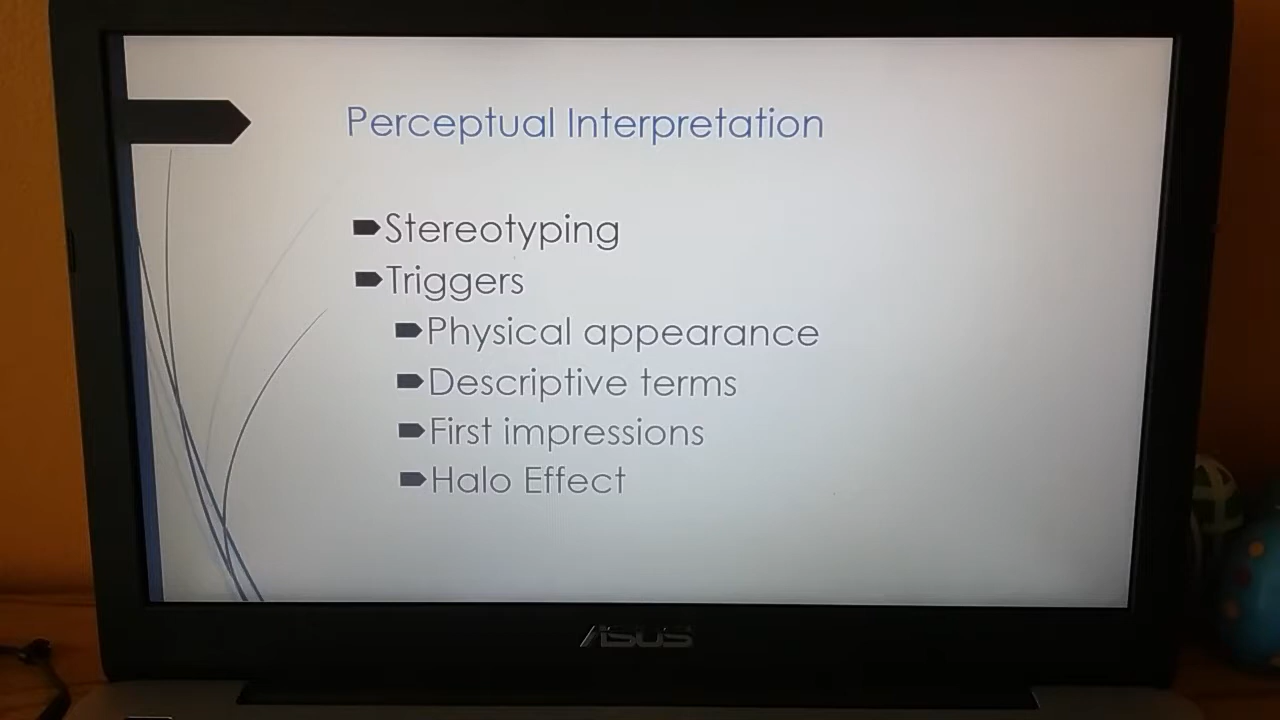 Perceptual Interpretation
Stereotyping
Triggers
Physical appearance
Descriptive terms
First impressions
Halo Effect
ASUS